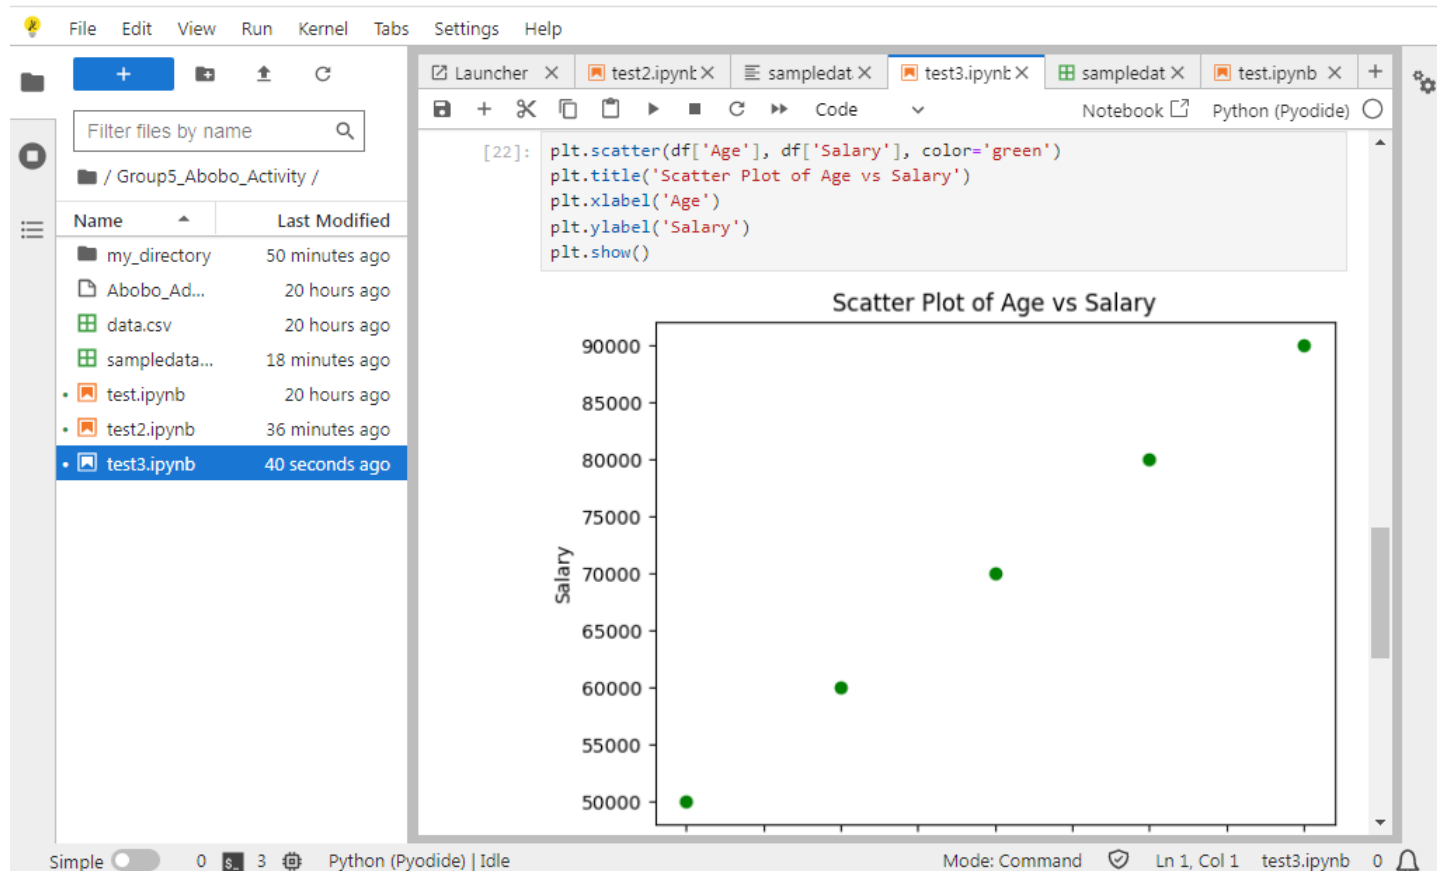 File Edit View Run Kernel Tabs Settings Help
+
Filter files by name
/ Group5_Abobo_Activity /
Name Last Modified
my_directory 50 minutes ago
Abobo_Ad... 20 hours ago
data.csv 20 hours ago
sampledata... 18 minutes ago
test.ipynb 20 hours ago
test2.ipynb 36 minutes ago
test3.ipynb 40 seconds ago
Launcher test2.ipynb sampledat test3.ipynb sampledat test.ipynb +
Code Notebook Python (Pyodide)
[22]: plt.scatter(df['Age'], df['Salary'], color='green')
plt.title('Scatter Plot of Age vs Salary')
plt.xlabel('Age')
plt.ylabel('Salary')
plt.show()
Scatter Plot of Age vs Salary
90000
85000
80000
75000
70000
65000
60000
55000
50000
Salary
Simple 0 $_ 3 Python (Pyodide) | Idle Mode: Command Ln 1, Col 1 test3.ipynb 0